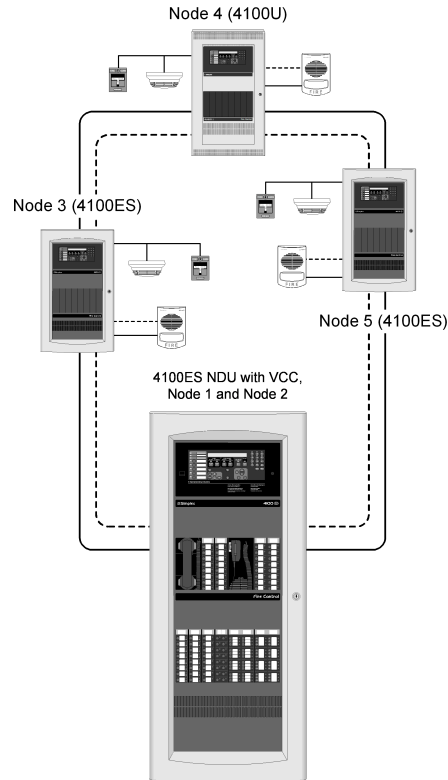 Node 4 (4100U)
FIRE
Node 3 (4100ES)
FIRE
FIRE
Node 5 (4100ES)
4100ES NDU with VCC,
Node 1 and Node 2
Simplex
Fire Control